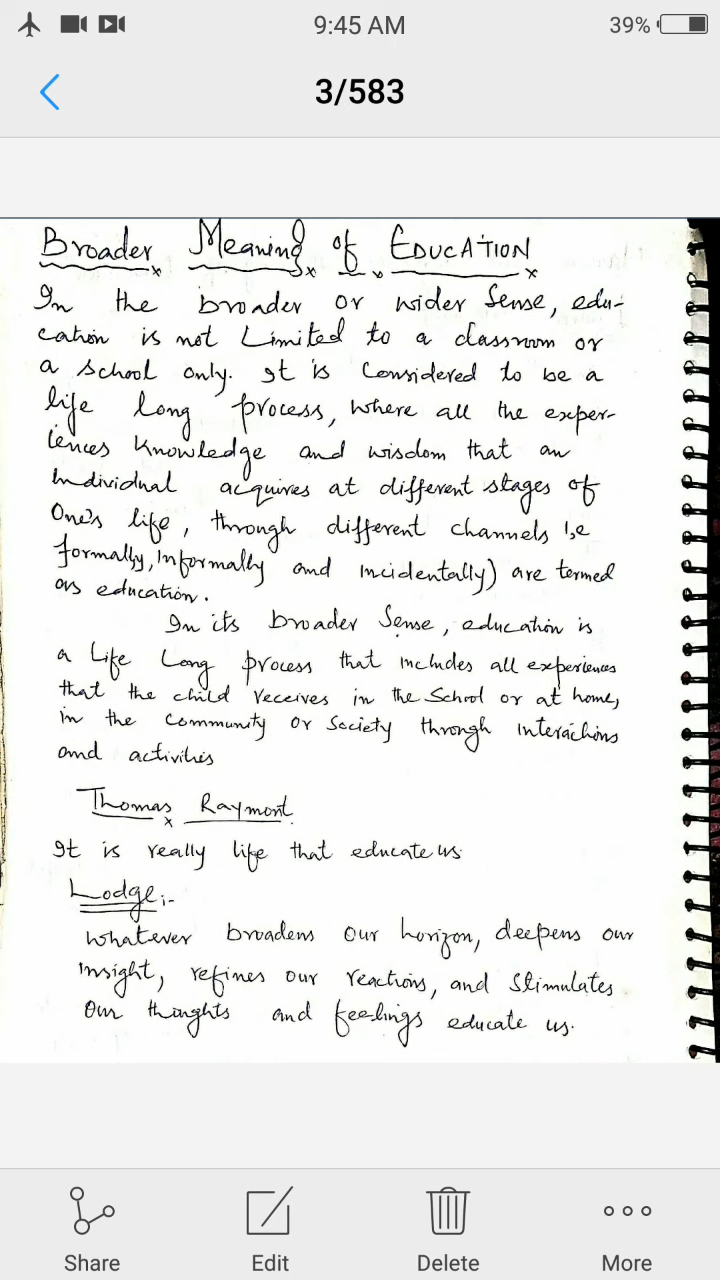 9:45 AM
39%
3/583
Broader Meaning of EDUCATION
In the broader or wider Sense, edu-
cation is not Limited to a classroom or
a school only. It is Considered to be a
life long process, where all the exper-
iences Knowledge and wisdom that an
Individual acquires at different stages of
One's life, through different channels i.e
formally, Informally and Incidentally) are termed
as education.
In its broader Sense, education is
a Life Long process that includes all experiences
that the child receives in the School or at home,
in the Community or Society through Interactions
and activities
Thomas Raymont
It is really life that educate us
Lodge:-
Whatever broadens our horizon, deepens our
Insight, refines our reactions, and Stimulates
Our thoughts and feelings educate us.
Share Edit Delete More